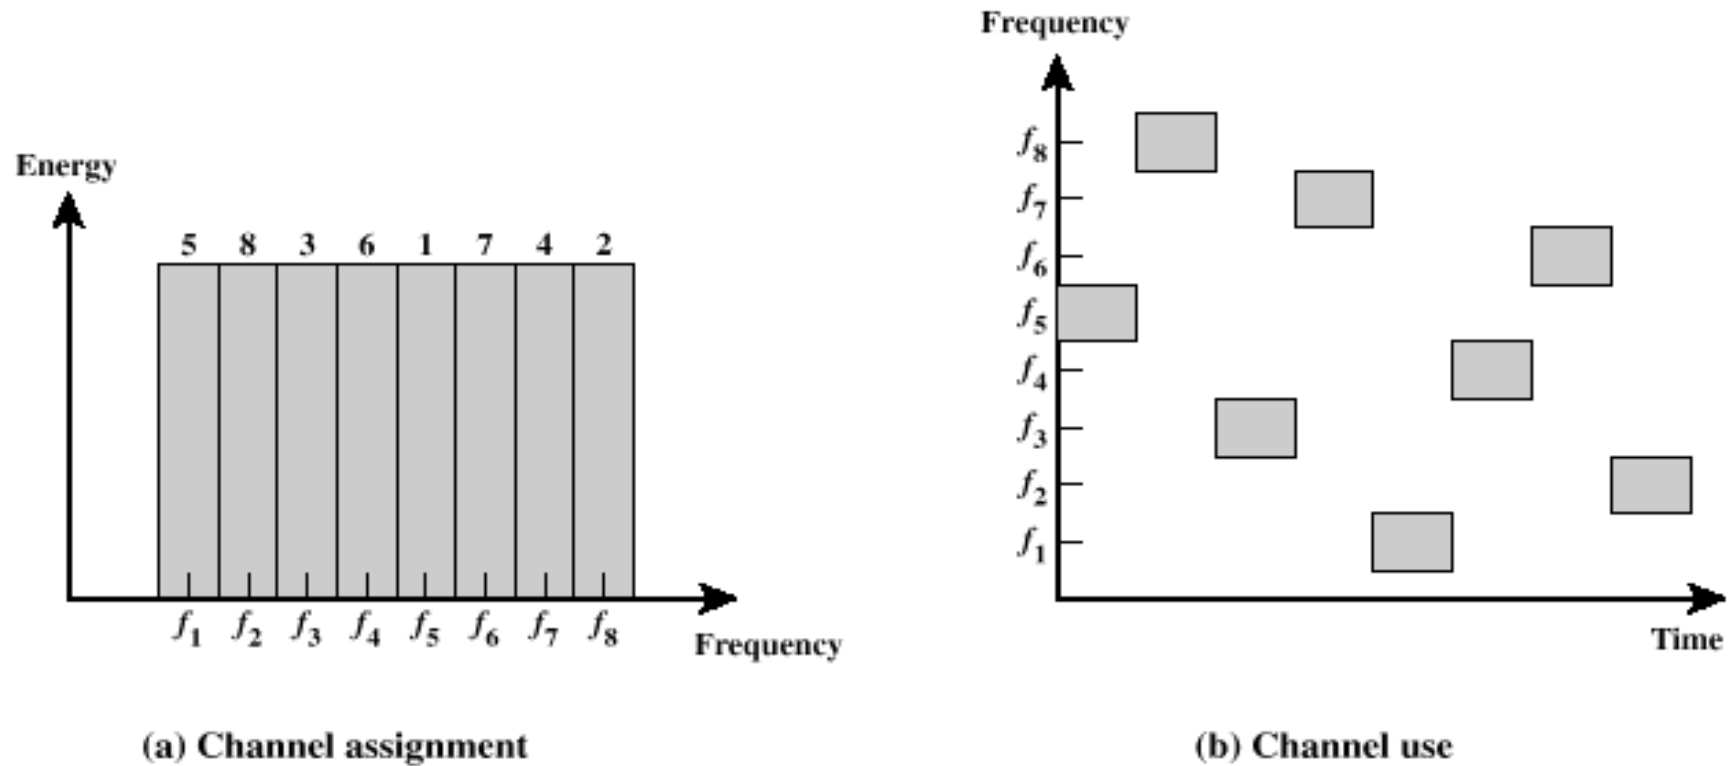 Energy
5 8 3 6 1 7 4 2
f1 f2 f3 f4 f5 f6 f7 f8
Frequency
(a) Channel assignment
Frequency
f8
f7
f6
f5
f4
f3
f2
f1
Time
(b) Channel use